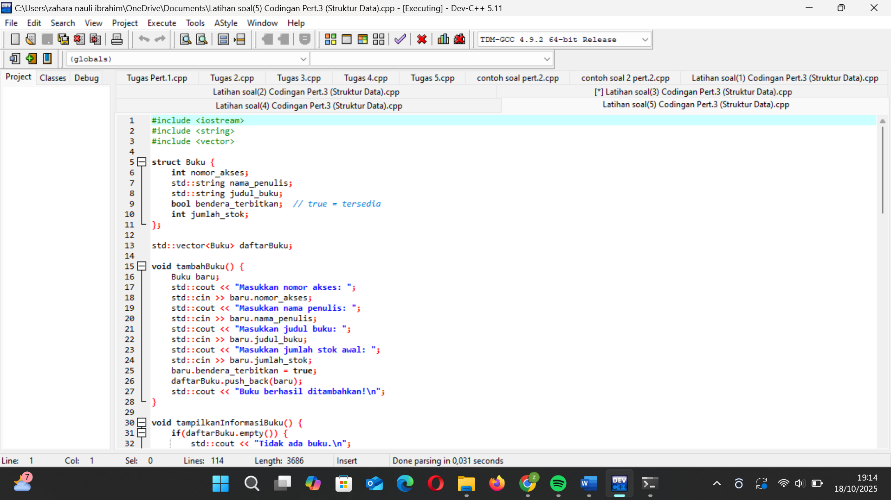 C:\Users\zahara nauli ibrahim\OneDrive\Documents\Latihan soal(5) Codingan Pert.3 (Struktur Data).cpp - [Executing] - Dev-C++ 5.11
File Edit Search View Project Execute Tools AStyle Window Help
TDM-GCC 4.9.2 64-bit Release
(globals)
Project Classes Debug
Tugas Pert.1.cpp Tugas 2.cpp Tugas 3.cpp Tugas 4.cpp Tugas 5.cpp contoh soal pert.2.cpp contoh soal 2 pert.2.cpp Latihan soal(1) Codingan Pert.3 (Struktur Data).cpp
Latihan soal(2) Codingan Pert.3 (Struktur Data).cpp [*] Latihan soal(3) Codingan Pert.3 (Struktur Data).cpp
Latihan soal(4) Codingan Pert.3 (Struktur Data).cpp Latihan soal(5) Codingan Pert.3 (Struktur Data).cpp
1 #include <iostream>
2 #include <string>
3 #include <vector>
4
5 struct Buku {
6 int nomor_akses;
7 std::string nama_penulis;
8 std::string judul_buku;
9 bool bendera_terbitkan; // true = tersedia
10 int jumlah_stok;
11 };
12
13 std::vector<Buku> daftarBuku;
14
15 void tambahBuku() {
16 Buku baru;
17 std::cout << "Masukkan nomor akses: ";
18 std::cin >> baru.nomor_akses;
19 std::cout << "Masukkan nama penulis: ";
20 std::cin >> baru.nama_penulis;
21 std::cout << "Masukkan judul buku: ";
22 std::cin >> baru.judul_buku;
23 std::cout << "Masukkan jumlah stok awal: ";
24 std::cin >> baru.jumlah_stok;
25 baru.bendera_terbitkan = true;
26 daftarBuku.push_back(baru);
27 std::cout << "Buku berhasil ditambahkan!\n";
28 }
29
30 void tampilkanInformasiBuku() {
31 if(daftarBuku.empty()) {
32 std::cout << "Tidak ada buku.\n";
Line: 1 Col: 1 Sel: 0 Lines: 114 Length: 3686 Insert Done parsing in 0,031 seconds
7
DEV
19:14
18/10/2025